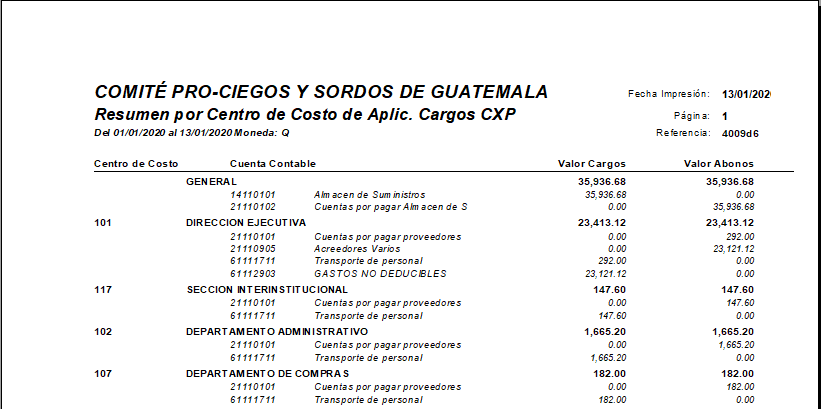 COMITÉ PRO-CIEGOS Y SORDOS DE GUATEMALA Fecha Impresión: 13/01/2020
Resumen por Centro de Costo de Aplic. Cargos CXP Página: 1
Del 01/01/2020 al 13/01/2020 Moneda: Q Referencia: 4009d6
Centro de Costo Cuenta Contable Valor Cargos Valor Abonos
GENERAL 35,936.68 35,936.68
14110101 Almacen de Suministros 35,936.68 0.00
21110102 Cuentas por pagar Almacen de S 0.00 35,936.68
101 DIRECCION EJECUTIVA 23,413.12 23,413.12
21110101 Cuentas por pagar proveedores 0.00 292.00
21110905 Acreedores Varios 0.00 23,121.12
61111711 Transporte de personal 292.00 0.00
61112903 GASTOS NO DEDUCIBLES 23,121.12 0.00
117 SECCION INTERINSTITUCIONAL 147.60 147.60
21110101 Cuentas por pagar proveedores 0.00 147.60
61111711 Transporte de personal 147.60 0.00
102 DEPARTAMENTO ADMINISTRATIVO 1,665.20 1,665.20
21110101 Cuentas por pagar proveedores 0.00 1,665.20
61111711 Transporte de personal 1,665.20 0.00
107 DEPARTAMENTO DE COMPRAS 182.00 182.00
21110101 Cuentas por pagar proveedores 0.00 182.00
61111711 Transporte de personal 182.00 0.00